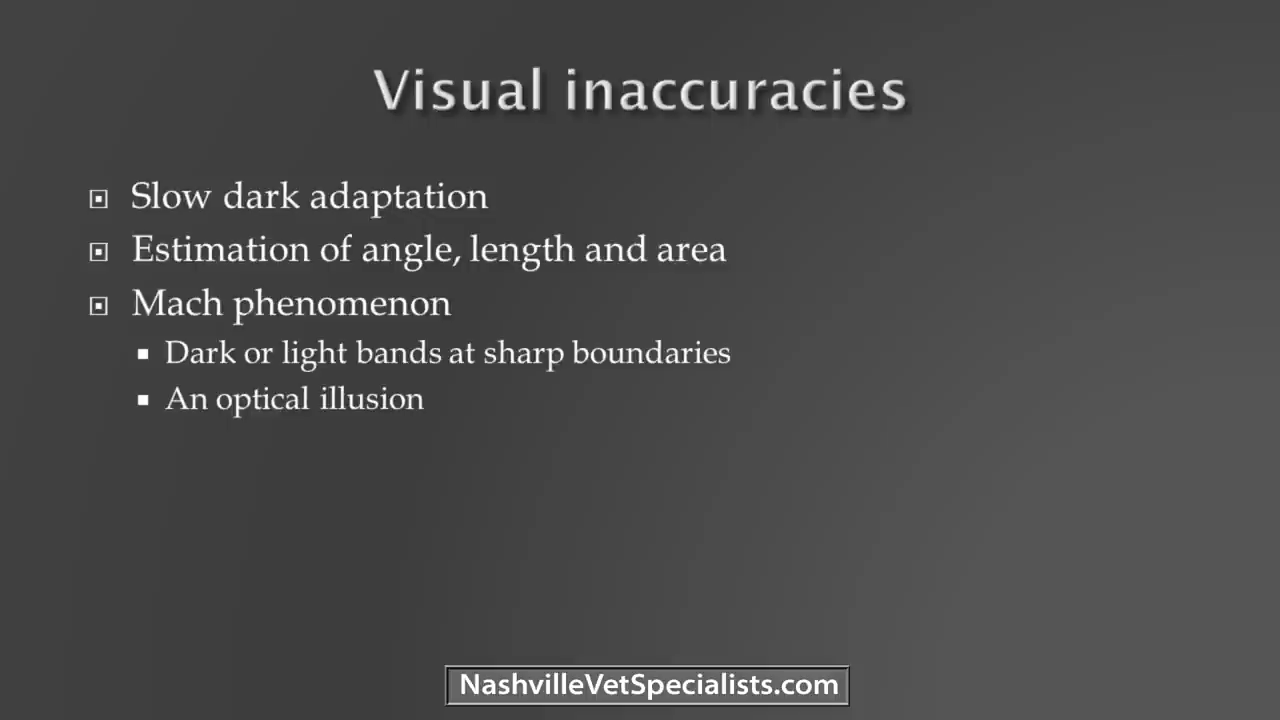 Visual inaccuracies
Slow dark adaptation
Estimation of angle, length and area
Mach phenomenon
Dark or light bands at sharp boundaries
An optical illusion
NashvilleVetSpecialists.com